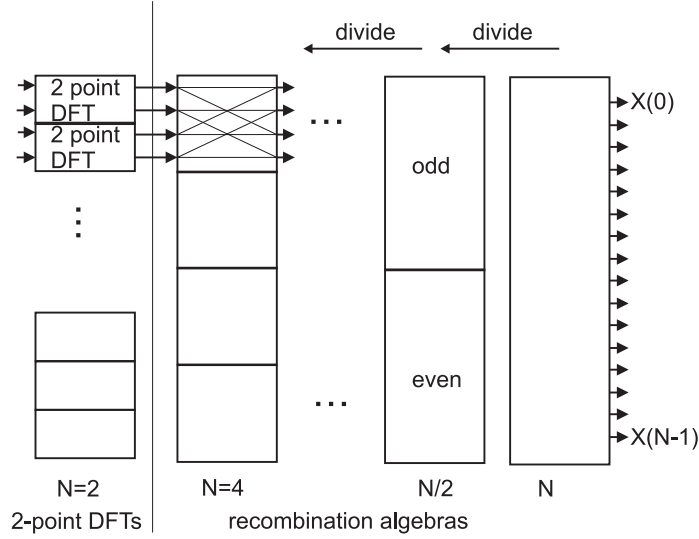 divide divide
2 point
DFT
2 point
DFT
...
odd
X(0)
...
even
...
X(N-1)
N=2 N=4 N/2 N
2-point DFTs recombination algebras